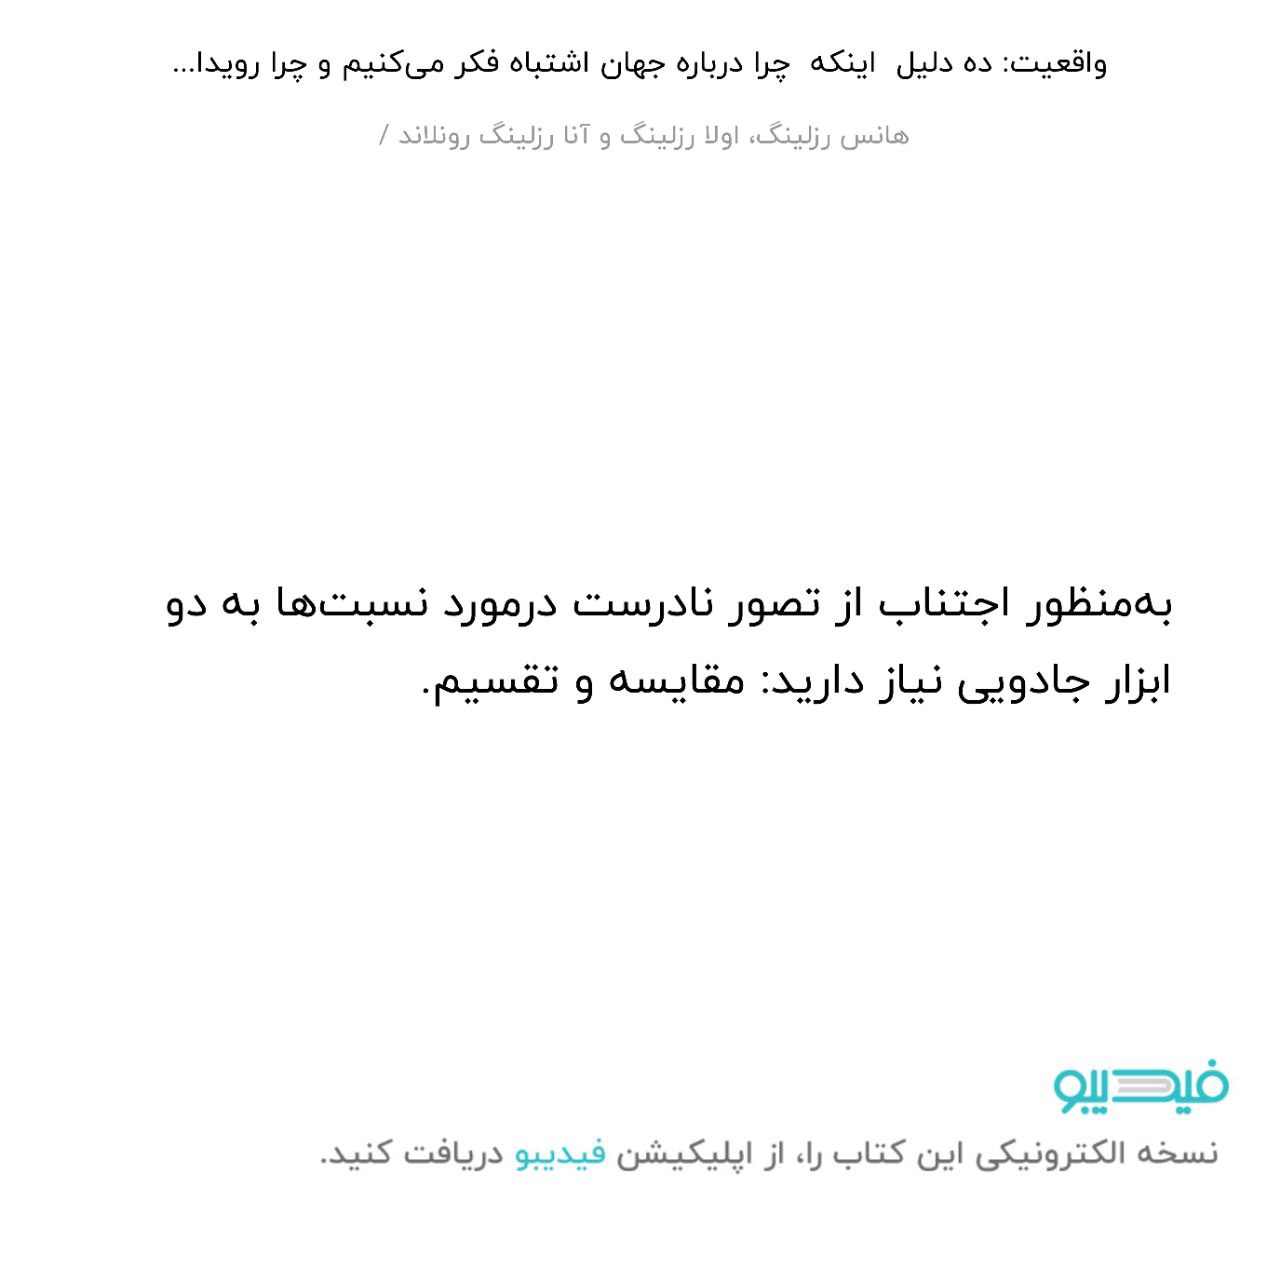 واقعیت: ده دلیل  اینکه  چرا درباره جهان اشتباه فکر می‌کنیم و چرا رویدا...
هانس رزلینگ، اولا رزلینگ و آنا رزلینگ رونلاند /
به‌منظور اجتناب از تصور نادرست درمورد نسبت‌ها به دو
ابزار جادویی نیاز دارید: مقایسه و تقسیم.
فیدیبو
نسخه الکترونیکی این کتاب را، از اپلیکیشن فیدیبو دریافت کنید.